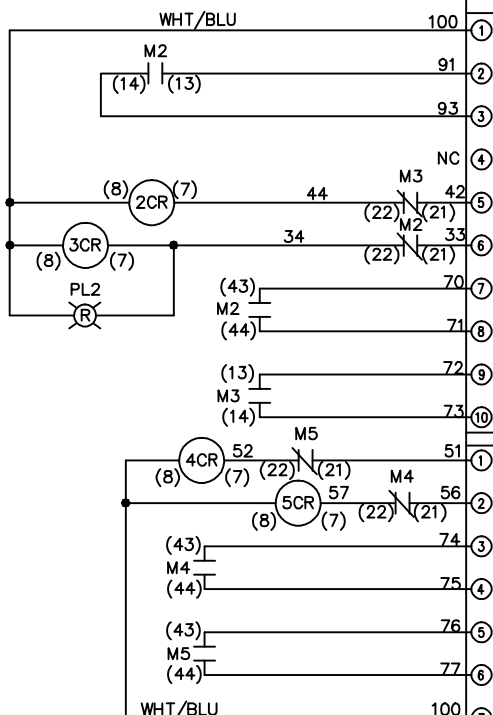 WHT/BLU 100 1
M2
(14) (13) 91 2
93 3
NC 4
M3
(8) 2CR (7) 44 (22) (21) 42 5
M2
(8) 3CR (7) 34 (22) (21) 33 6
PL2
R
(43) 70 7
M2
(44) 71 8
(13) 72 9
M3
(14) 73 10
M5
(8) 4CR (7) 52 (22) (21) 51 1
M4
(8) 5CR (7) 57 (22) (21) 56 2
(43) 74 3
M4
(44) 75 4
(43) 76 5
M5
(44) 77 6
WHT/BLU 100